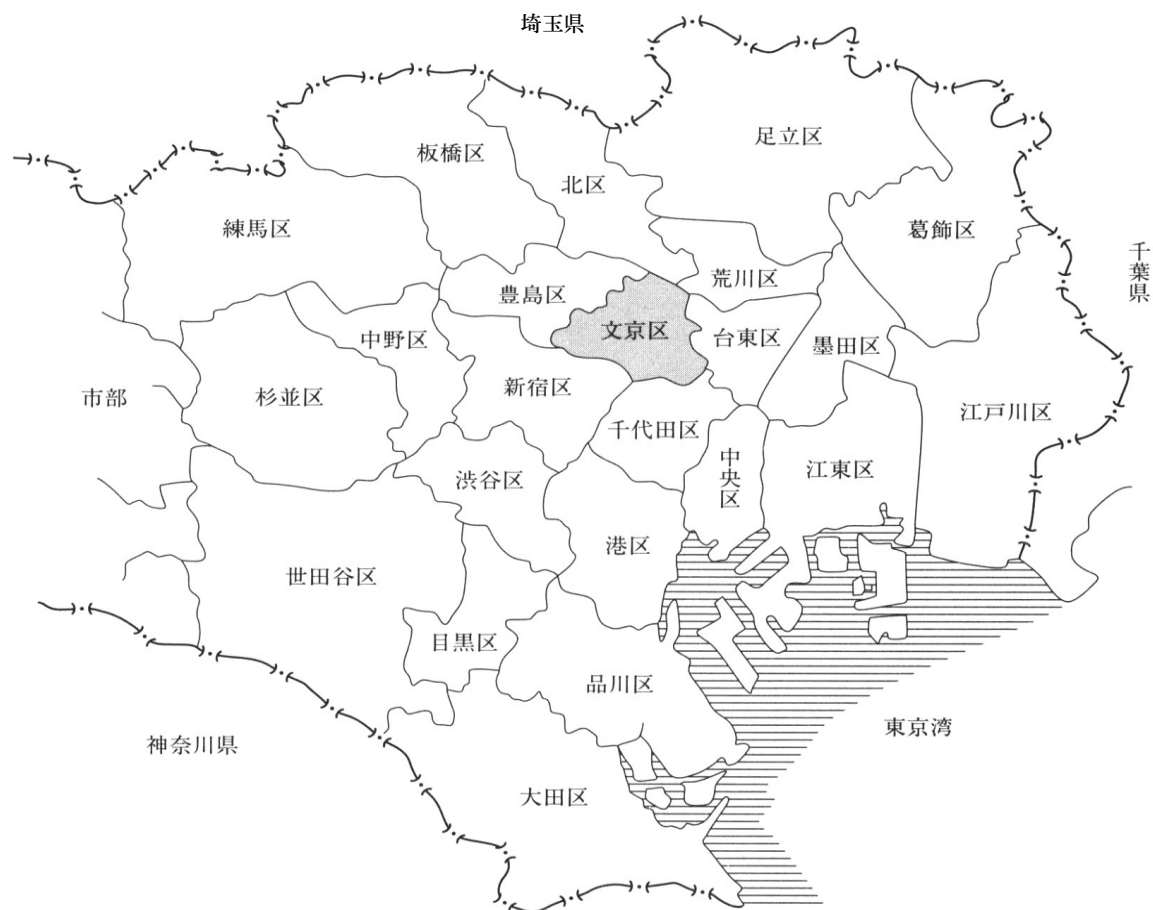 埼玉県
足立区
板橋区
北区
練馬区
葛飾区
千葉県
荒川区
豊島区
文京区
台東区
中野区
墨田区
新宿区
杉並区
市部
江戸川区
千代田区
中央区
江東区
渋谷区
港区
世田谷区
目黒区
品川区
東京湾
神奈川県
大田区